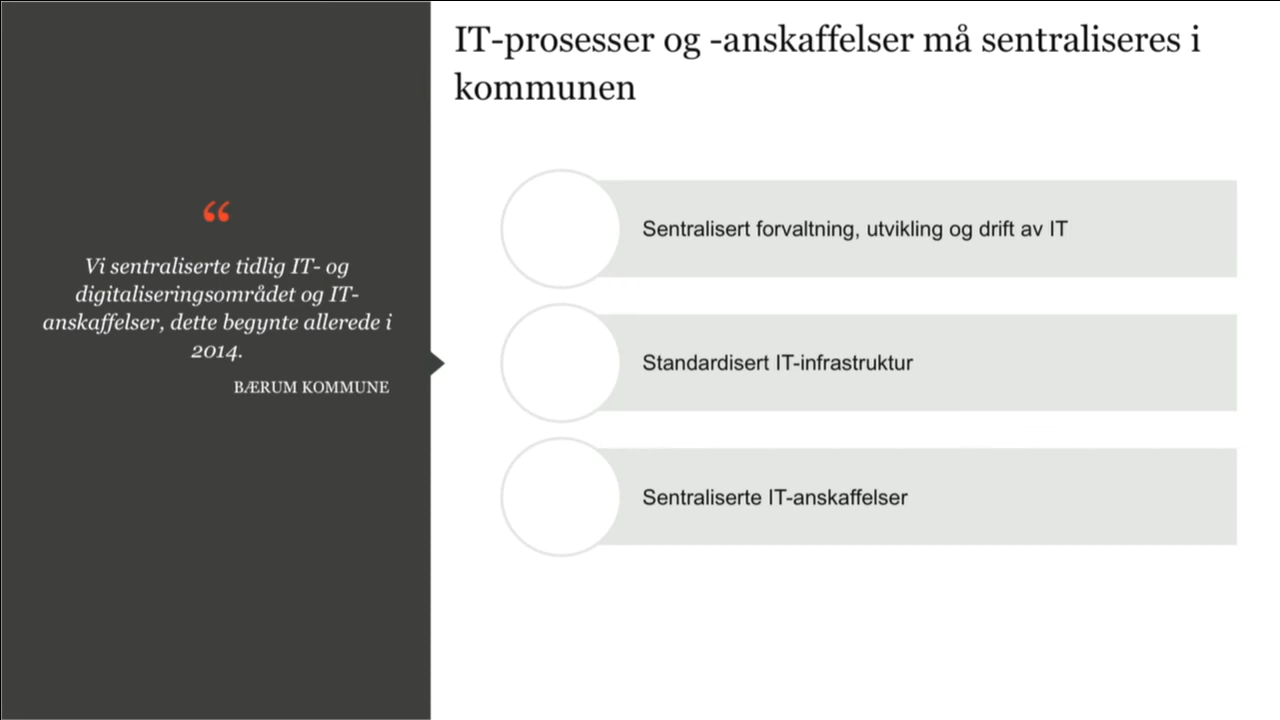 IT-prosesser og -anskaffelser må sentraliseres i
kommunen
“
Vi sentraliserte tidlig IT- og
digitaliseringsområdet og IT-
anskaffelser, dette begynte allerede i
2014.
BÆRUM KOMMUNE
Sentralisert forvaltning, utvikling og drift av IT
Standardisert IT-infrastruktur
Sentraliserte IT-anskaffelser